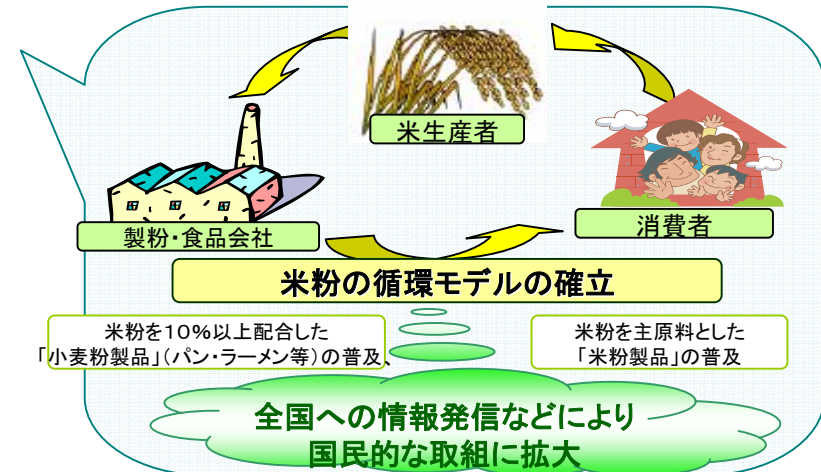 米生産者
製粉・食品会社
消費者
米粉の循環モデルの確立
米粉を10%以上配合した
「小麦粉製品」(パン・ラーメン等)の普及、
米粉を主原料とした
「米粉製品」の普及
全国への情報発信などにより
国民的な取組に拡大